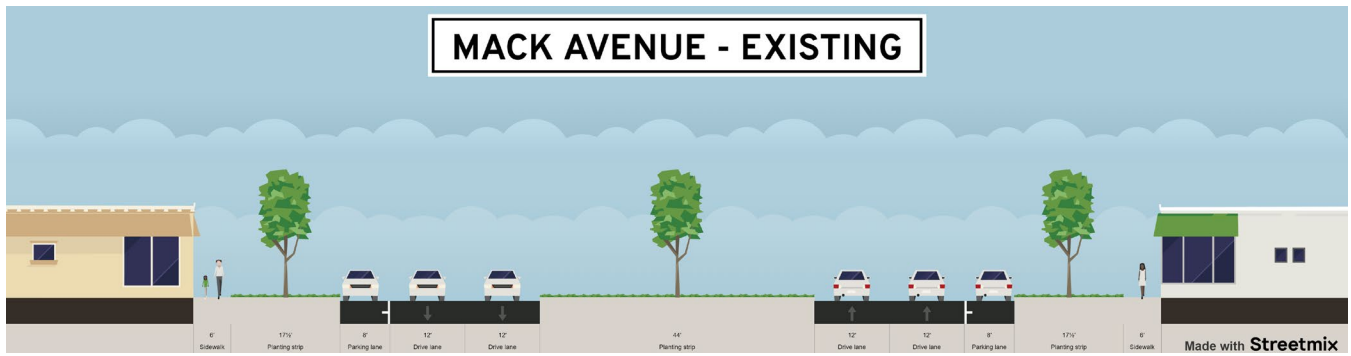 MACK AVENUE - EXISTING
6' 17½' 8' 12' 12' 44' 12' 12' 8' 17½' 6'
Sidewalk Planting strip Parking lane Drive lane Drive lane Planting strip Drive lane Drive lane Parking lane Planting strip Sidewalk
Made with Streetmix